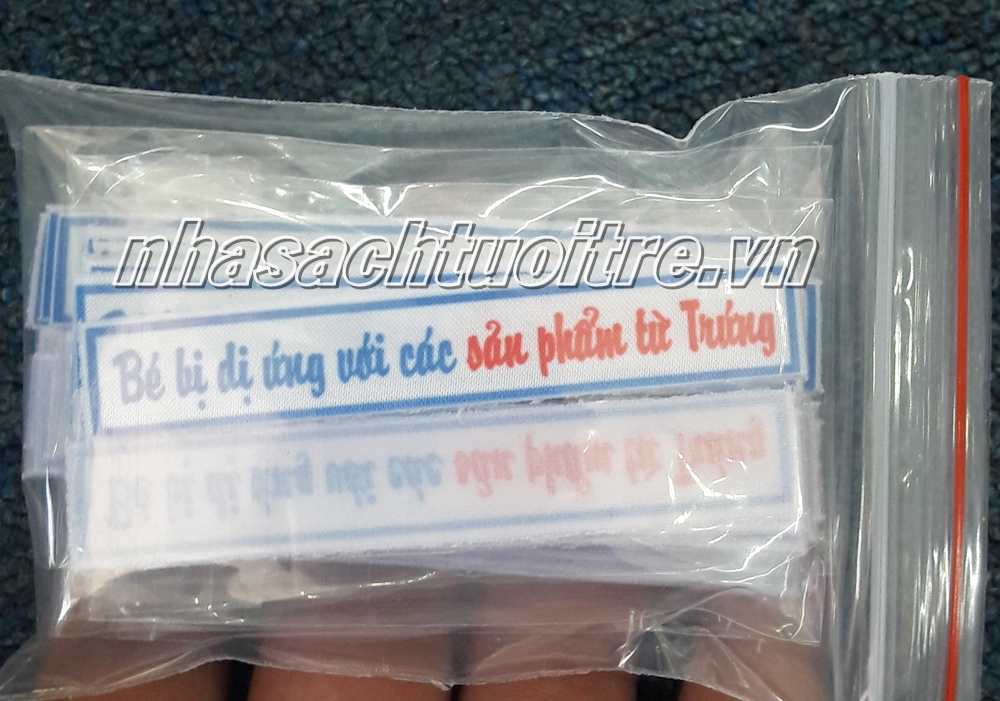 nhasachtuoitre.vn
Bé bị dị ứng với các sản phẩm từ Trứng